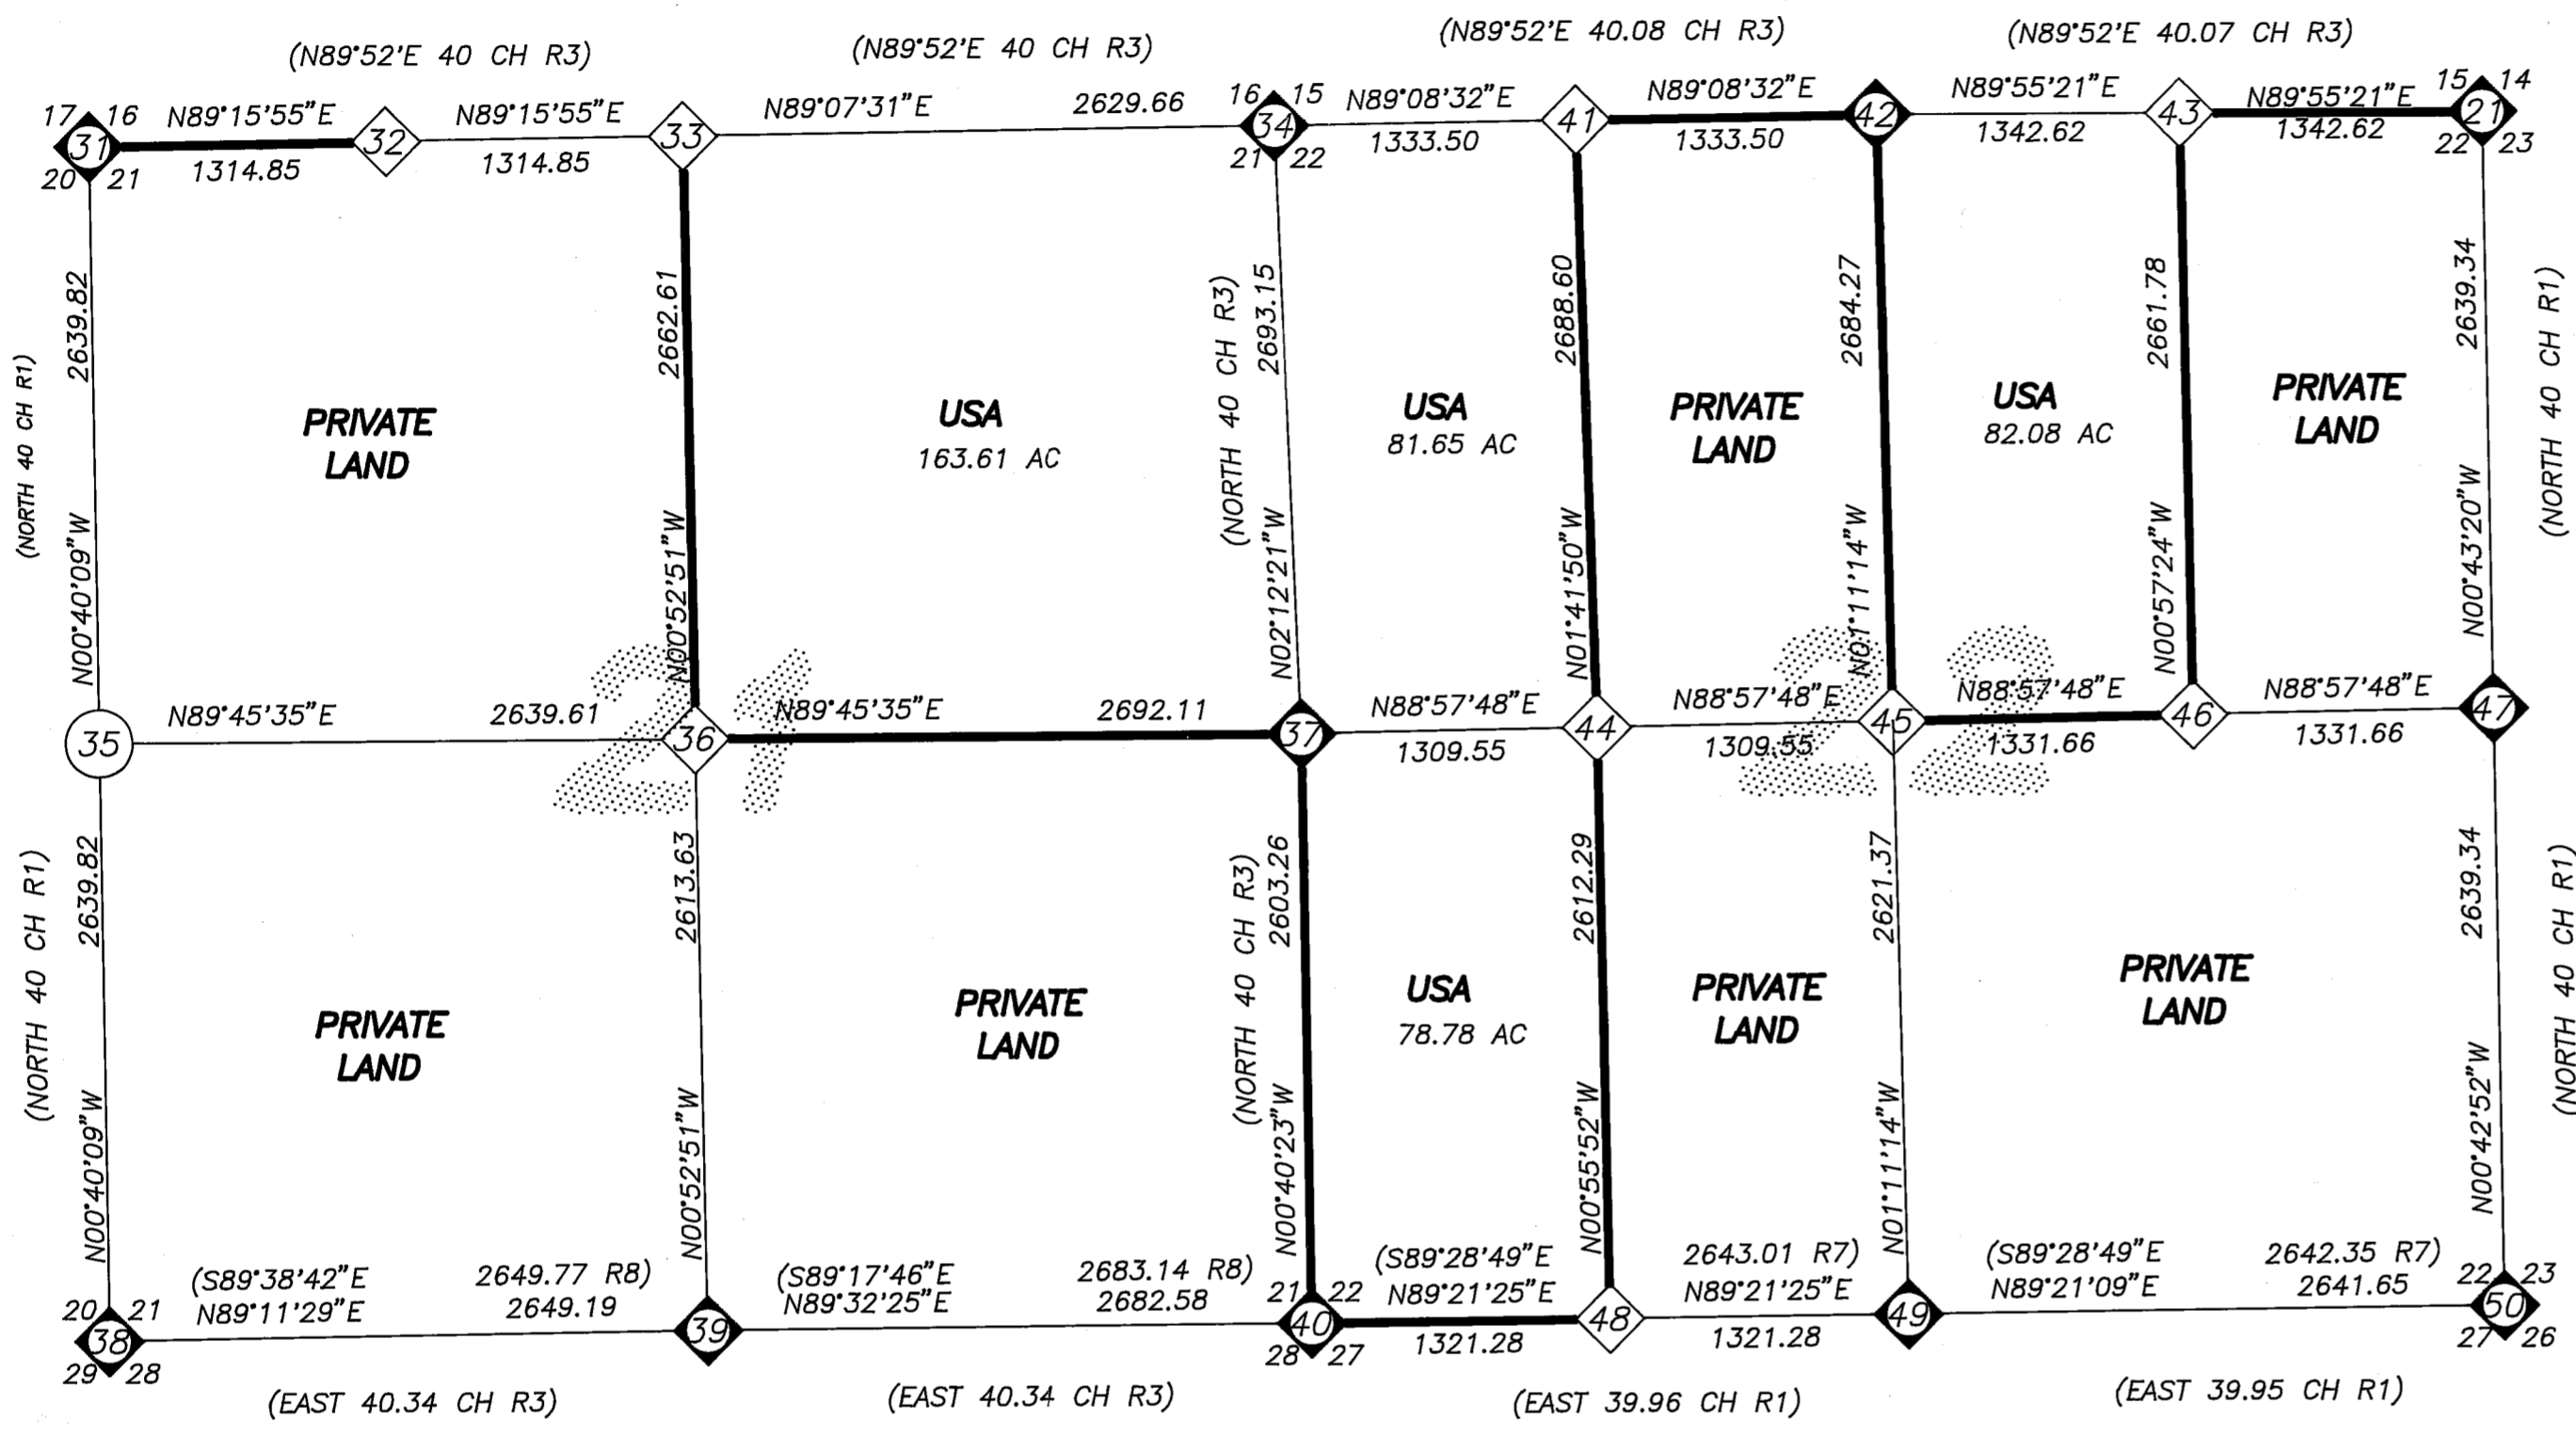 (N89°52'E 40 CH R3)
(N89°52'E 40 CH R3)
(N89°52'E 40.08 CH R3)
(N89°52'E 40.07 CH R3)
17 16
31
20 21
N89°15'55"E
1314.85
32
N89°15'55"E
1314.85
33
N89°07'31"E 2629.66
16 15
34
21 22
N89°08'32"E
1333.50
41
N89°08'32"E
1333.50
42
N89°55'21"E
1342.62
43
N89°55'21"E
1342.62
15 14
21
22 23
(NORTH 40 CH R1)
N00°40'09"W 2639.82
PRIVATE
LAND
N00°52'51"W 2662.61
USA
163.61 AC
(NORTH 40 CH R3)
N02°12'21"W 2693.15
USA
81.65 AC
N01°41'50"W 2688.60
PRIVATE
LAND
N01°11'14"W 2684.27
USA
82.08 AC
N00°57'24"W 2661.78
PRIVATE
LAND
N00°43'20"W 2639.34
(NORTH 40 CH R1)
35
N89°45'35"E 2639.61
21
36
N89°45'35"E 2692.11
37
N88°57'48"E
1309.55
44
N88°57'48"E
1309.55
22
45
N88°57'48"E
1331.66
46
N88°57'48"E
1331.66
47
(NORTH 40 CH R1)
N00°40'09"W 2639.82
PRIVATE
LAND
N00°52'51"W 2613.63
PRIVATE
LAND
(NORTH 40 CH R3)
N00°40'23"W 2603.26
USA
78.78 AC
N00°55'52"W 2612.29
PRIVATE
LAND
N01°11'14"W 2621.37
PRIVATE
LAND
N00°42'52"W 2639.34
(NORTH 40 CH R1)
20 21
38
29 28
(S89°38'42"E 2649.77 R8)
N89°11'29"E 2649.19
39
(S89°17'46"E 2683.14 R8)
N89°32'25"E 2682.58
21 22
40
28 27
(S89°28'49"E 2643.01 R7)
N89°21'25"E
1321.28
48
N89°21'25"E
1321.28
49
(S89°28'49"E 2642.35 R7)
N89°21'09"E 2641.65
22 23
50
27 26
(EAST 40.34 CH R3)
(EAST 40.34 CH R3)
(EAST 39.96 CH R1)
(EAST 39.95 CH R1)